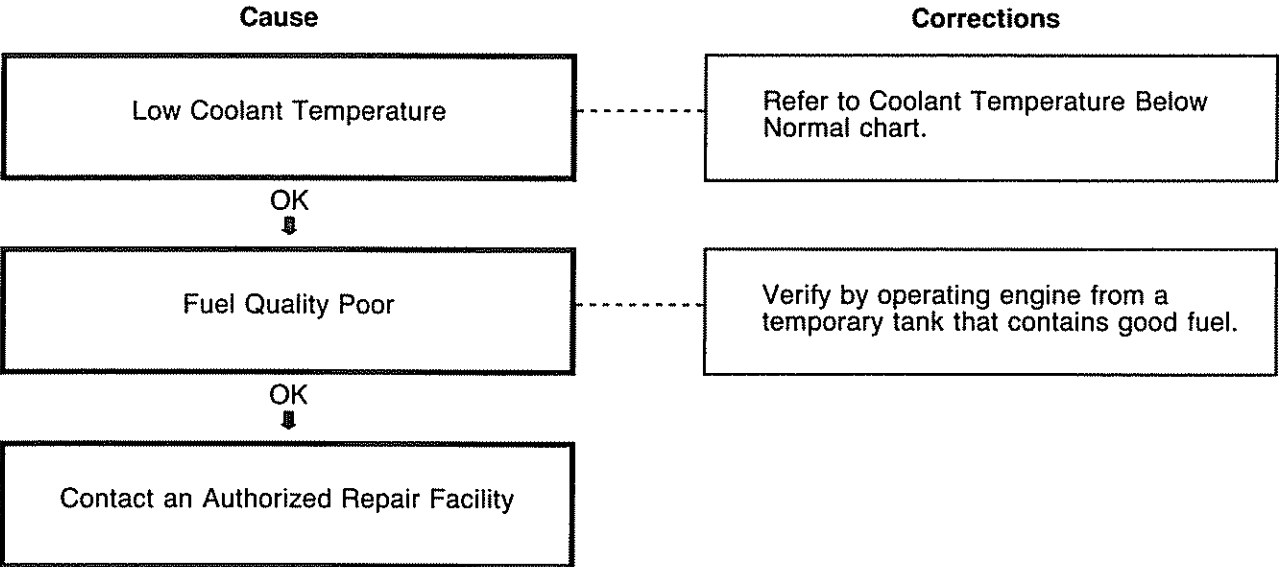 Cause
Corrections
Low Coolant Temperature
Refer to Coolant Temperature Below
Normal chart.
OK
Fuel Quality Poor
Verify by operating engine from a
temporary tank that contains good fuel.
OK
Contact an Authorized Repair Facility